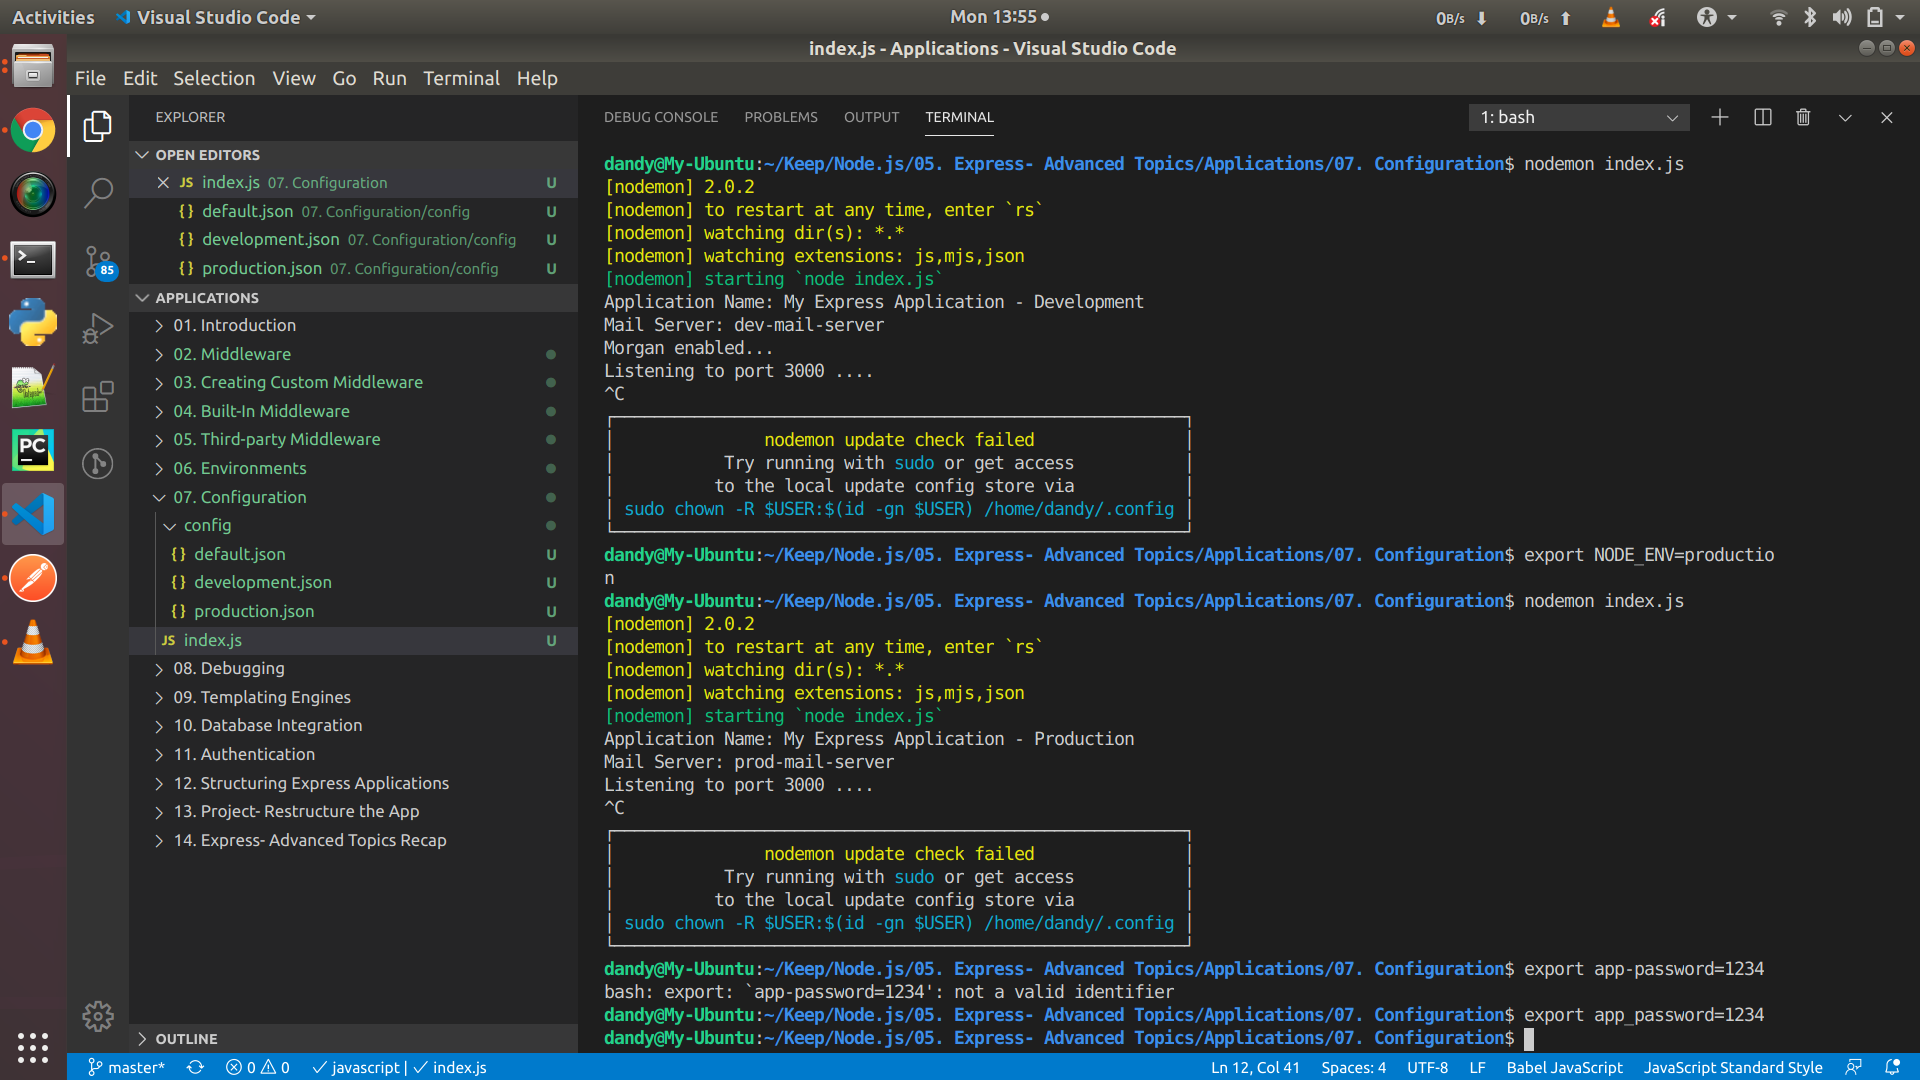 Activities
Visual Studio Code
Mon 13:55
0B/s
0B/s
index.js - Applications - Visual Studio Code
File Edit Selection View Go Run Terminal Help
EXPLORER
OPEN EDITORS
JS index.js 07. Configuration U
{} default.json 07. Configuration/config U
{} development.json 07. Configuration/config U
{} production.json 07. Configuration/config U
85
APPLICATIONS
01. Introduction
02. Middleware
03. Creating Custom Middleware
04. Built-In Middleware
05. Third-party Middleware
06. Environments
07. Configuration
config
{} default.json U
{} development.json U
{} production.json U
JS index.js U
08. Debugging
09. Templating Engines
10. Database Integration
11. Authentication
12. Structuring Express Applications
13. Project- Restructure the App
14. Express- Advanced Topics Recap
OUTLINE
PC
DEBUG CONSOLE PROBLEMS OUTPUT TERMINAL
1: bash
dandy@My-Ubuntu:~/Keep/Node.js/05. Express- Advanced Topics/Applications/07. Configuration$ nodemon index.js
[nodemon] 2.0.2
[nodemon] to restart at any time, enter `rs`
[nodemon] watching dir(s): *.*
[nodemon] watching extensions: js,mjs,json
[nodemon] starting `node index.js`
Application Name: My Express Application - Development
Mail Server: dev-mail-server
Morgan enabled...
Listening to port 3000 ....
^C
nodemon update check failed
Try running with sudo or get access
to the local update config store via
sudo chown -R $USER:$(id -gn $USER) /home/dandy/.config
dandy@My-Ubuntu:~/Keep/Node.js/05. Express- Advanced Topics/Applications/07. Configuration$ export NODE_ENV=productio
n
dandy@My-Ubuntu:~/Keep/Node.js/05. Express- Advanced Topics/Applications/07. Configuration$ nodemon index.js
[nodemon] 2.0.2
[nodemon] to restart at any time, enter `rs`
[nodemon] watching dir(s): *.*
[nodemon] watching extensions: js,mjs,json
[nodemon] starting `node index.js`
Application Name: My Express Application - Production
Mail Server: prod-mail-server
Listening to port 3000 ....
^C
nodemon update check failed
Try running with sudo or get access
to the local update config store via
sudo chown -R $USER:$(id -gn $USER) /home/dandy/.config
dandy@My-Ubuntu:~/Keep/Node.js/05. Express- Advanced Topics/Applications/07. Configuration$ export app-password=1234
bash: export: `app-password=1234': not a valid identifier
dandy@My-Ubuntu:~/Keep/Node.js/05. Express- Advanced Topics/Applications/07. Configuration$ export app_password=1234
dandy@My-Ubuntu:~/Keep/Node.js/05. Express- Advanced Topics/Applications/07. Configuration$
master* 0 0 javascript | index.js
Ln 12, Col 41 Spaces: 4 UTF-8 LF Babel JavaScript JavaScript Standard Style